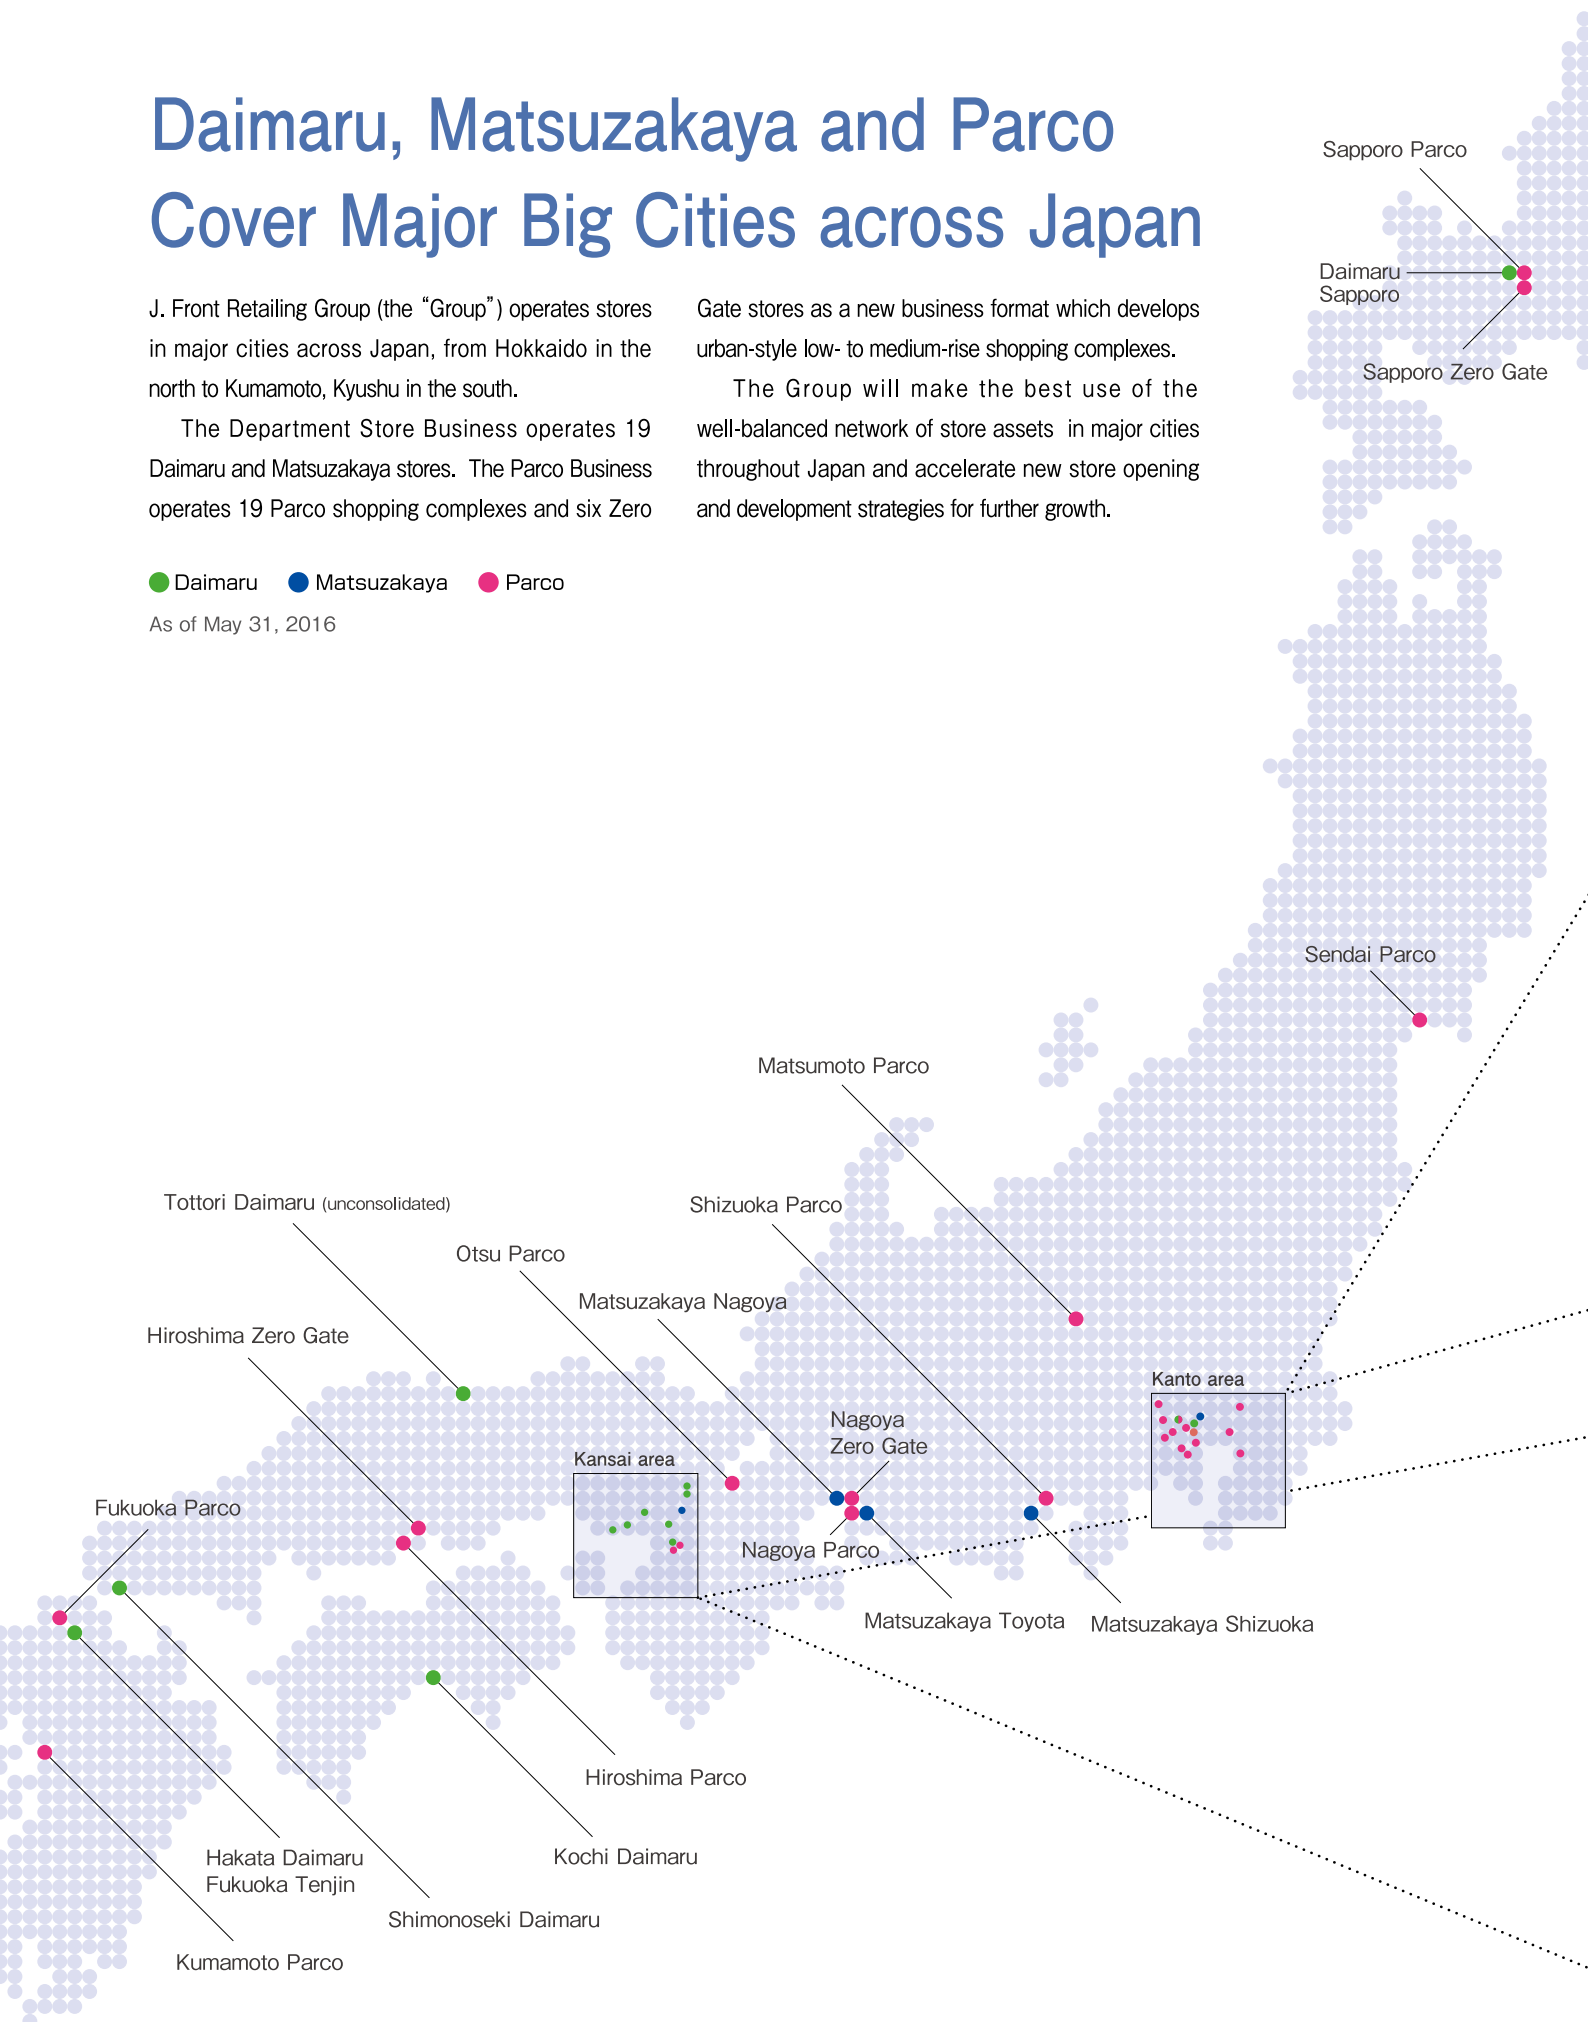 Daimaru, Matsuzakaya and Parco
Cover Major Big Cities across Japan
J. Front Retailing Group (the “Group”) operates stores
in major cities across Japan, from Hokkaido in the
north to Kumamoto, Kyushu in the south.
The Department Store Business operates 19
Daimaru and Matsuzakaya stores. The Parco Business
operates 19 Parco shopping complexes and six Zero
Gate stores as a new business format which develops
urban-style low- to medium-rise shopping complexes.
The Group will make the best use of the
well-balanced network of store assets in major cities
throughout Japan and accelerate new store opening
and development strategies for further growth.
Daimaru Matsuzakaya Parco
As of May 31, 2016
Sapporo Parco
Daimaru
Sapporo
Sapporo Zero Gate
Sendai Parco
Matsumoto Parco
Tottori Daimaru (unconsolidated)
Shizuoka Parco
Otsu Parco
Matsuzakaya Nagoya
Hiroshima Zero Gate
Kanto area
Nagoya
Zero Gate
Kansai area
Fukuoka Parco
Nagoya Parco
Matsuzakaya Toyota
Matsuzakaya Shizuoka
Hiroshima Parco
Kochi Daimaru
Hakata Daimaru
Fukuoka Tenjin
Shimonoseki Daimaru
Kumamoto Parco